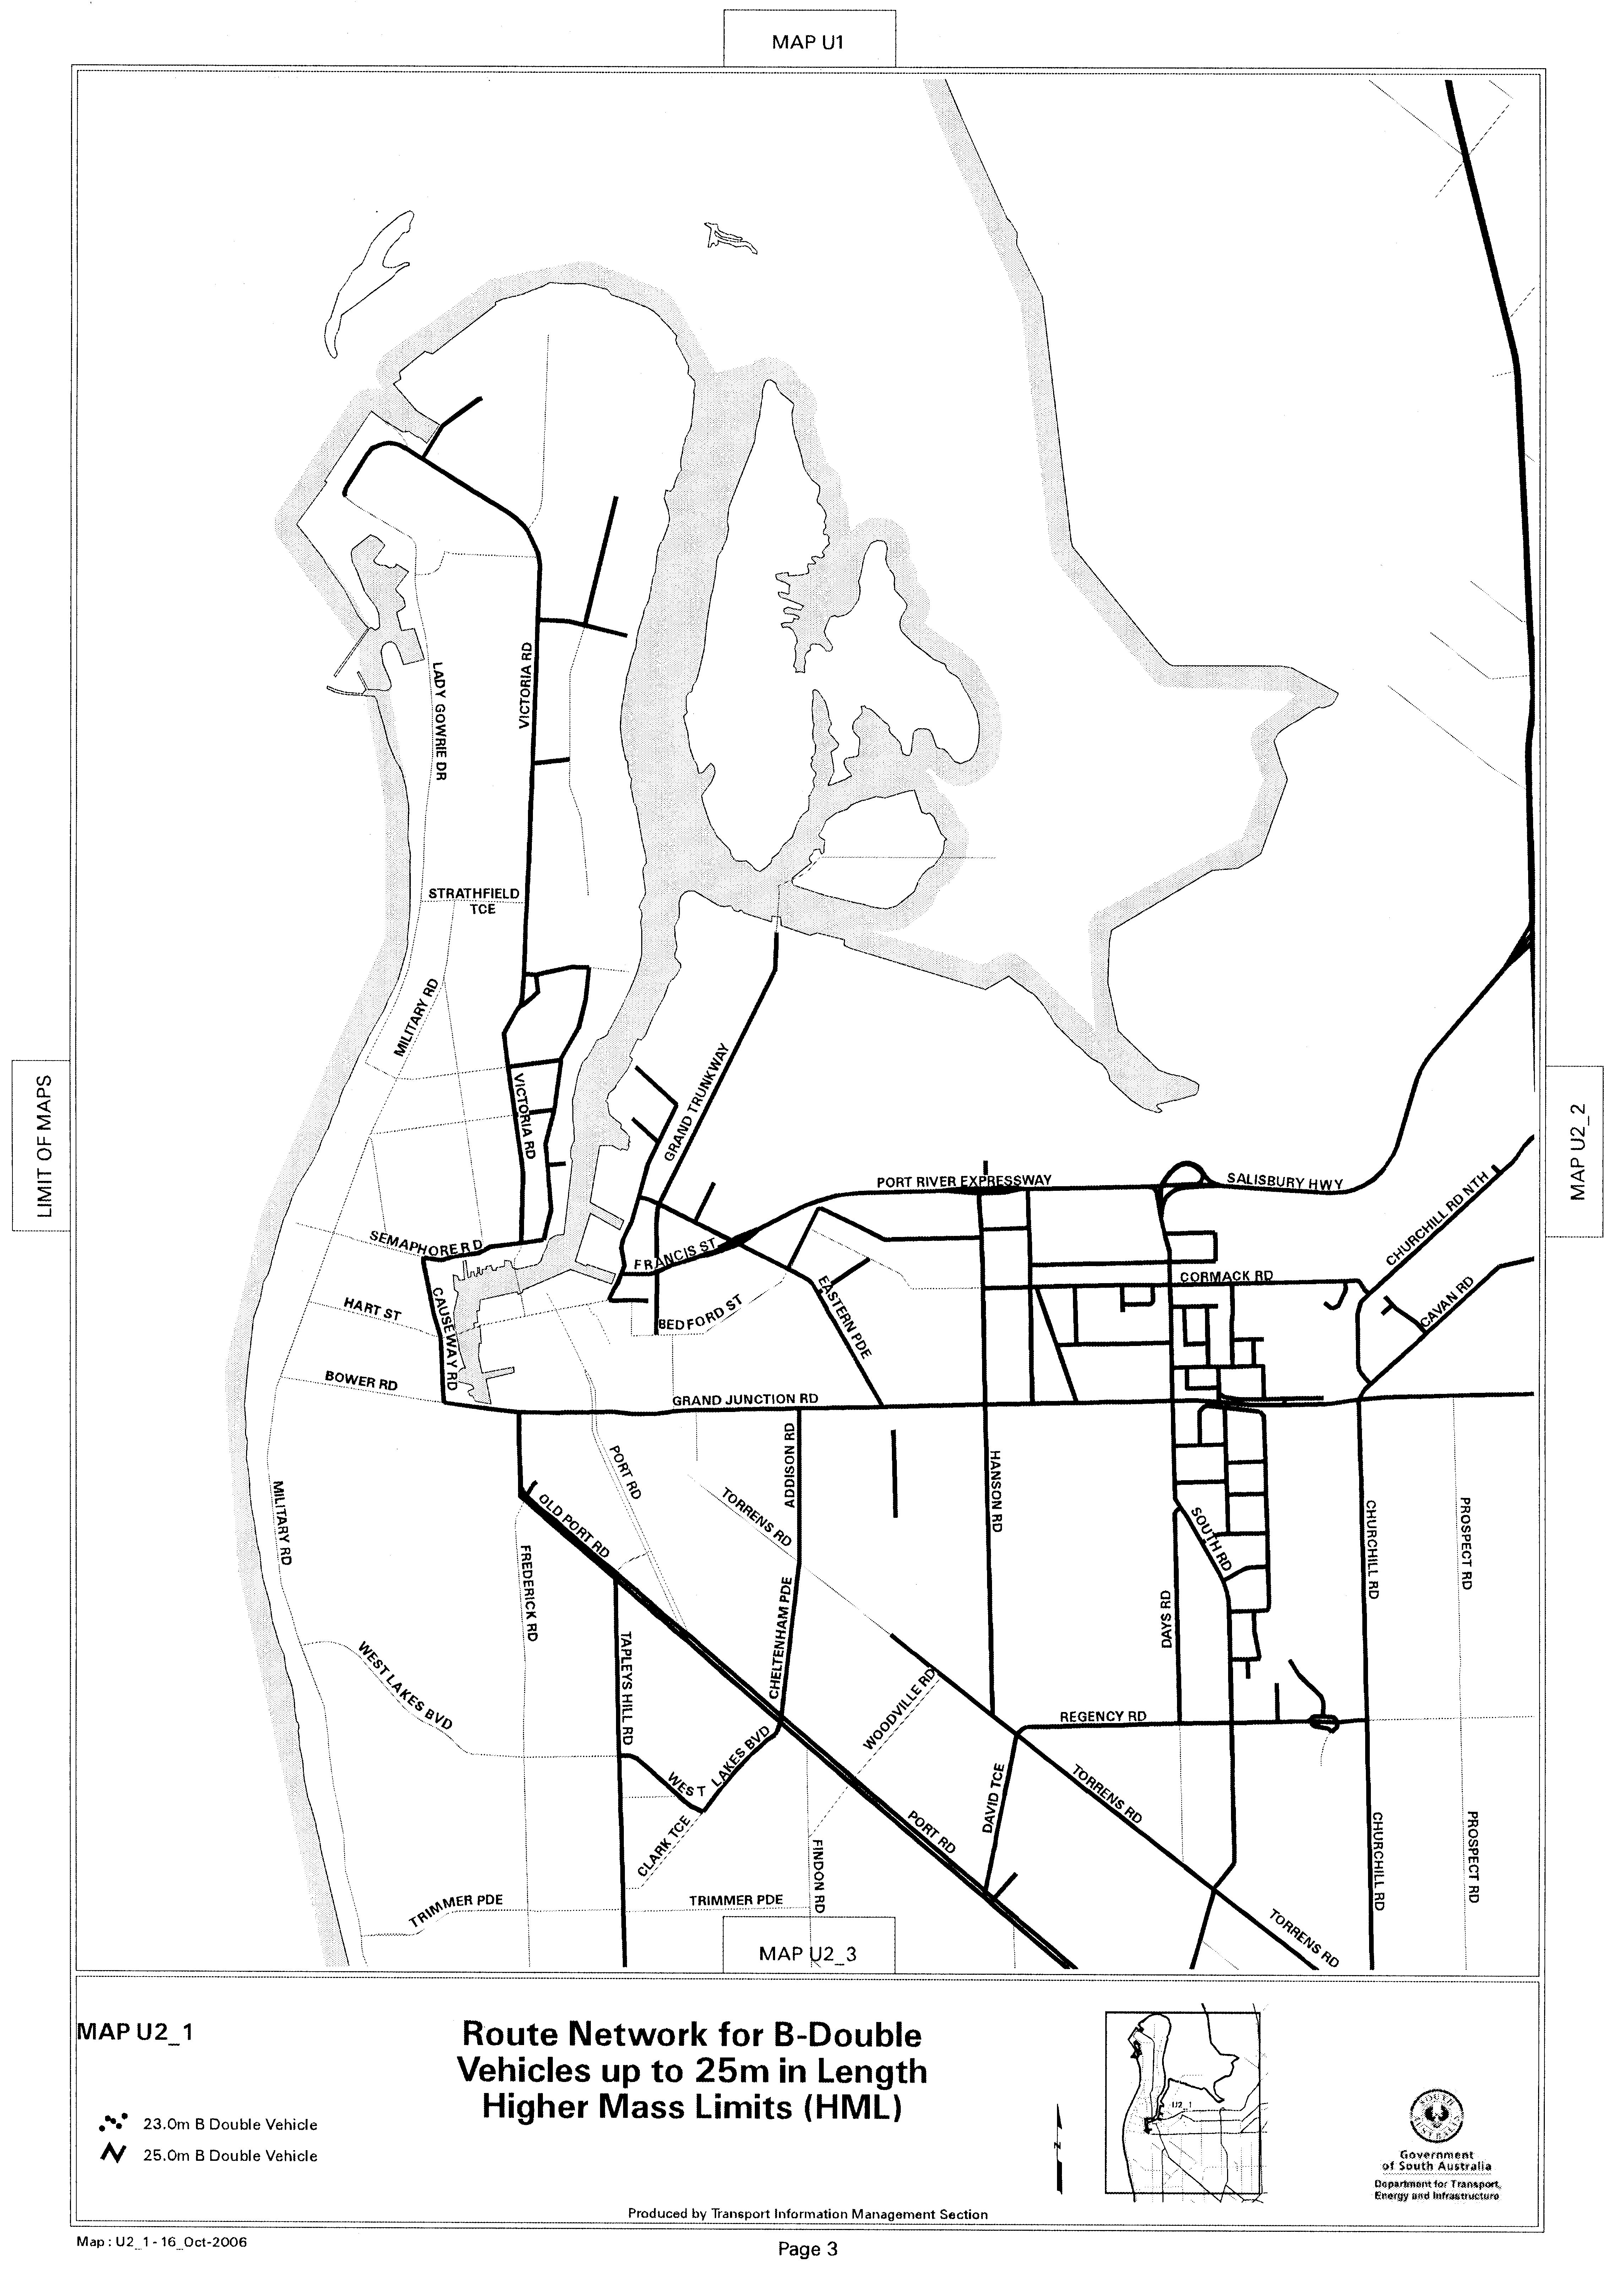 MAP U1
LIMIT OF MAPS
MAP U2_2
LADY GOWRIE DR
VICTORIA RD
STRATHFIELD
TCE
MILITARY RD
VICTORIA RD
GRAND TRUNKWAY
PORT RIVER EXPRESSWAY
SALISBURY HWY
CHURCHILL RD NTH
SEMAPHORE RD
FRANCIS ST
CORMACK RD
CAVAN RD
EASTERN PDE
CAUSEWAY RD
HART ST
BEDFORD ST
BOWER RD
GRAND JUNCTION RD
ADDISON RD
PORT RD
HANSON RD
TORRENS RD
OLD PORT RD
MILITARY RD
SOUTH RD
CHURCHILL RD
PROSPECT RD
FREDERICK RD
CHELTENHAM PDE
DAYS RD
TAPLEYS HILL RD
WEST LAKES BVD
WOODVILLE RD
REGENCY RD
WEST LAKES BVD
TORRENS RD
DAVID TCE
PORT RD
CLARK TCE
FINDON RD
CHURCHILL RD
PROSPECT RD
TRIMMER PDE
TRIMMER PDE
TORRENS RD
MAP U2_3
MAP U2_1
Route Network for B-Double
Vehicles up to 25m in Length
Higher Mass Limits (HML)
23.0m B Double Vehicle
25.0m B Double Vehicle
N
U2_1
SOUTH
AUSTRALIA
Government
of South Australia
Department for Transport,
Energy and Infrastructure
Produced by Transport Information Management Section
Map : U2_1 - 16_Oct-2006
Page 3